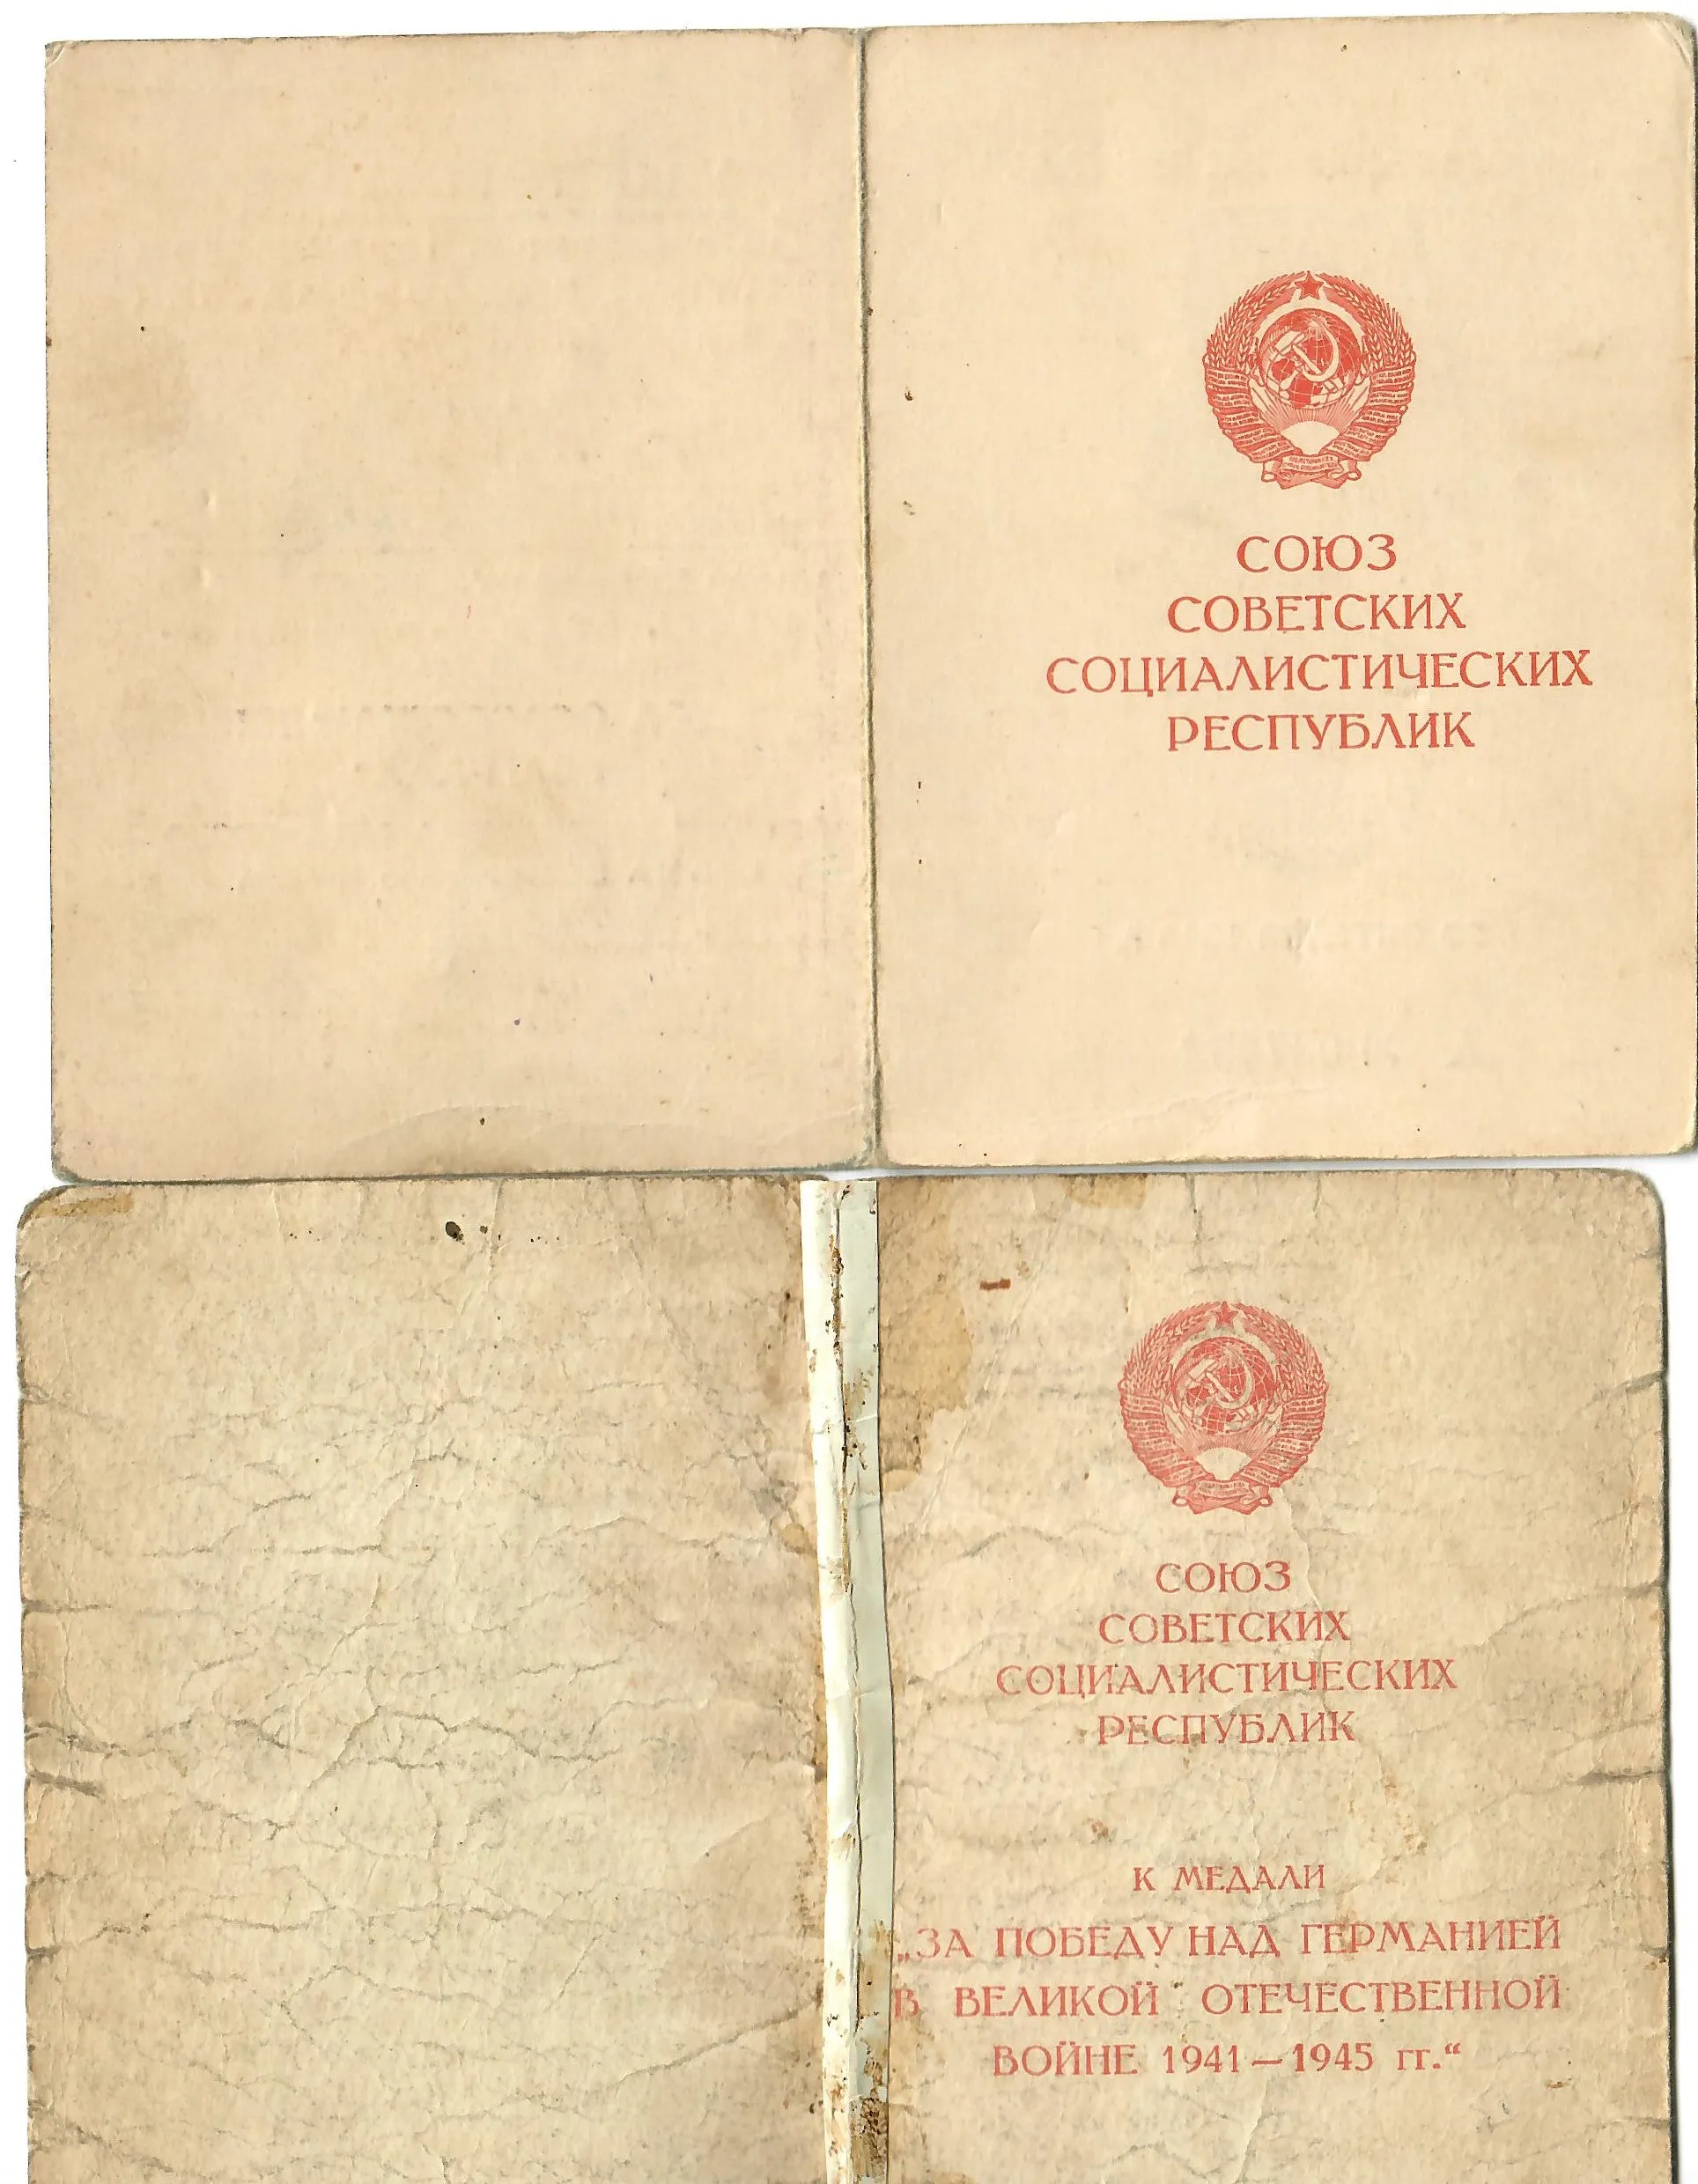 СОЮЗ
СОВЕТСКИХ
СОЦИАЛИСТИЧЕСКИХ
РЕСПУБЛИК
СОЮЗ
СОВЕТСКИХ
СОЦИАЛИСТИЧЕСКИХ
РЕСПУБЛИК
К МЕДАЛИ
„ЗА ПОБЕДУ НАД ГЕРМАНИЕЙ
В ВЕЛИКОЙ ОТЕЧЕСТВЕННОЙ
ВОЙНЕ 1941—1945 гг.“